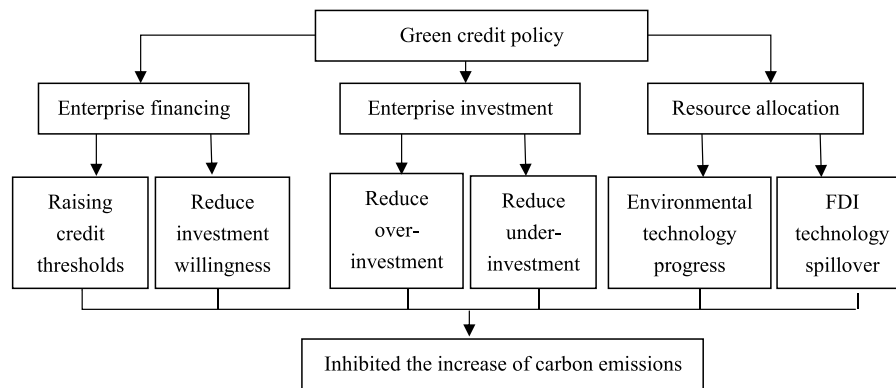 Green credit policy
Enterprise financing
Enterprise investment
Resource allocation
Raising
credit
thresholds
Reduce
investment
willingness
Reduce
over-
investment
Reduce
under-
investment
Environmental
technology
progress
FDI
technology
spillover
Inhibited the increase of carbon emissions